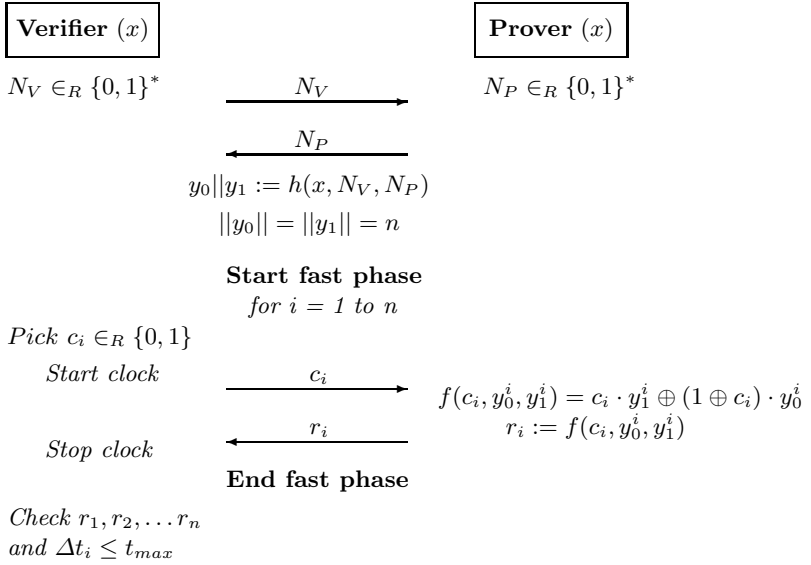 Verifier (x)
Prover (x)
N_V ∈_R {0, 1}*
N_V
N_P ∈_R {0, 1}*
N_P
y_0||y_1 := h(x, N_V, N_P)
||y_0|| = ||y_1|| = n
Start fast phase
for i = 1 to n
Pick c_i ∈_R {0, 1}
Start clock
c_i
f(c_i, y_0^i, y_1^i) = c_i · y_1^i ⊕ (1 ⊕ c_i) · y_0^i
r_i
r_i := f(c_i, y_0^i, y_1^i)
Stop clock
End fast phase
Check r_1, r_2, . . . r_n
and Δt_i ≤ t_max